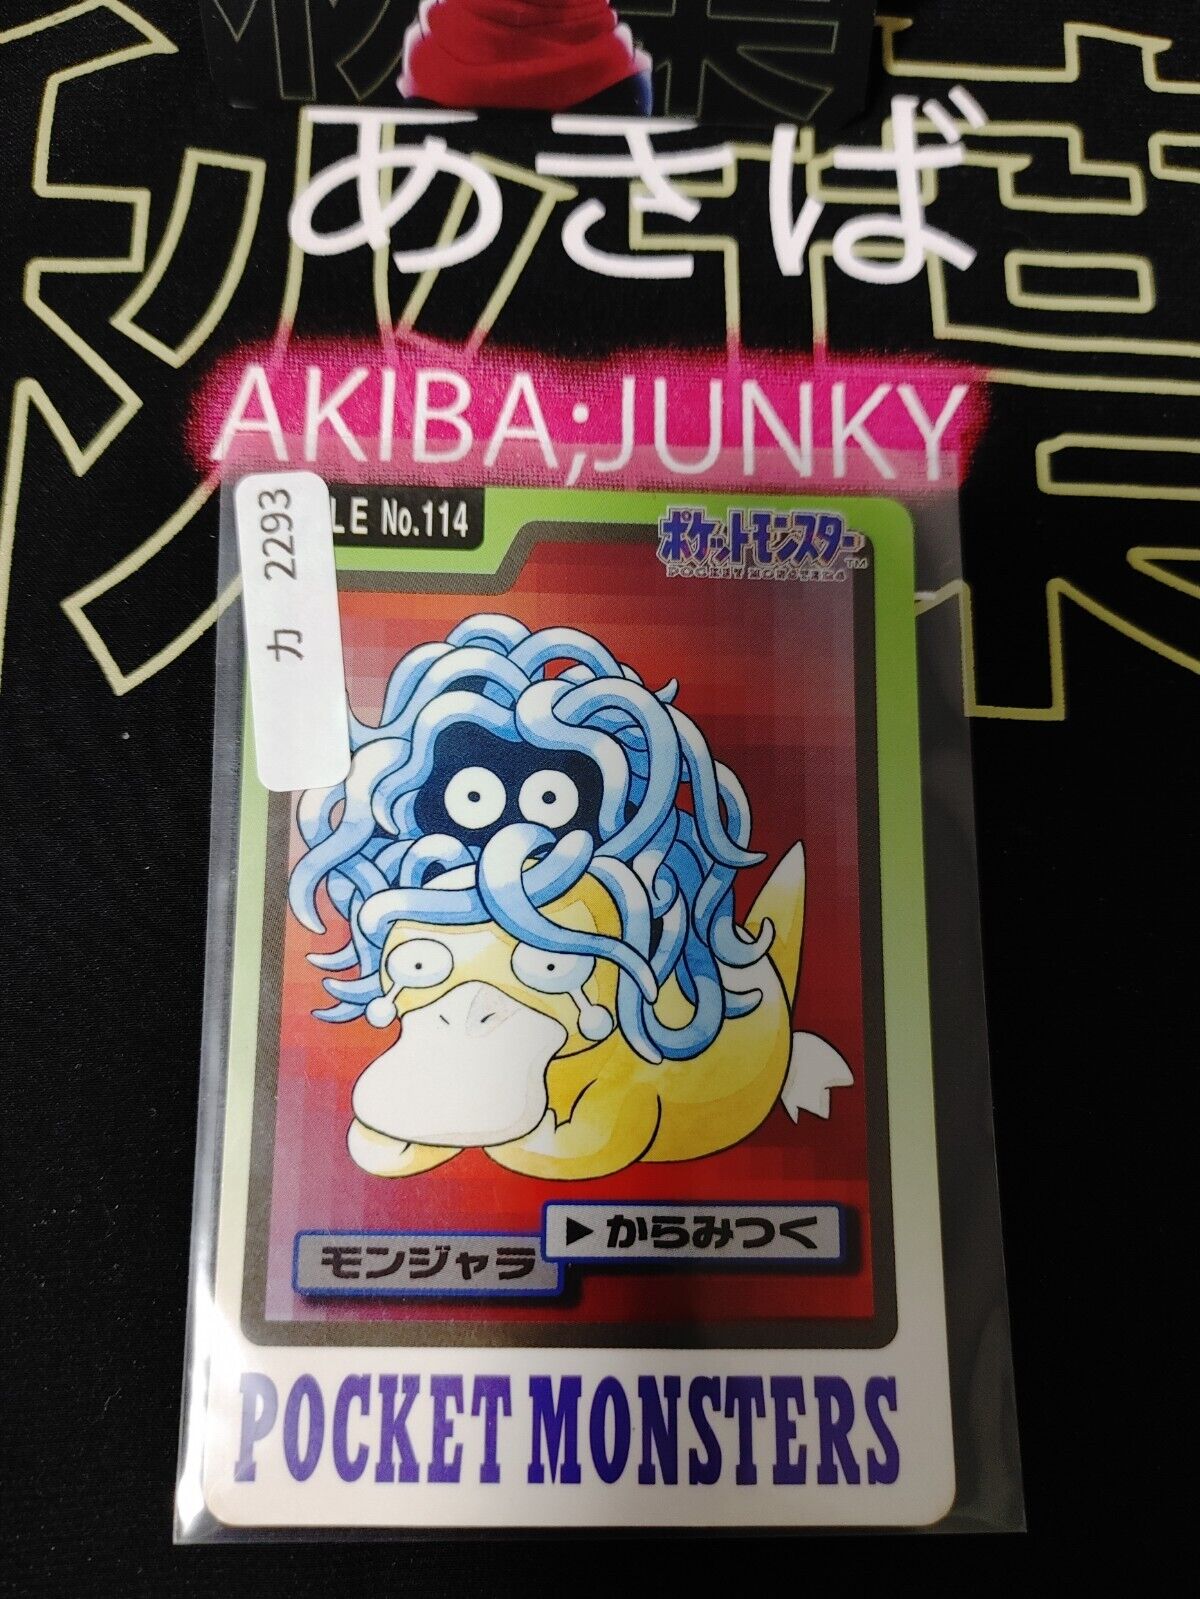 あきば
AKIBA;JUNKY
LE No.114
カ 2293
ポケットモンスター
TM
POCKET MONSTERS
▶からみつく
モンジャラ
POCKET MONSTERS